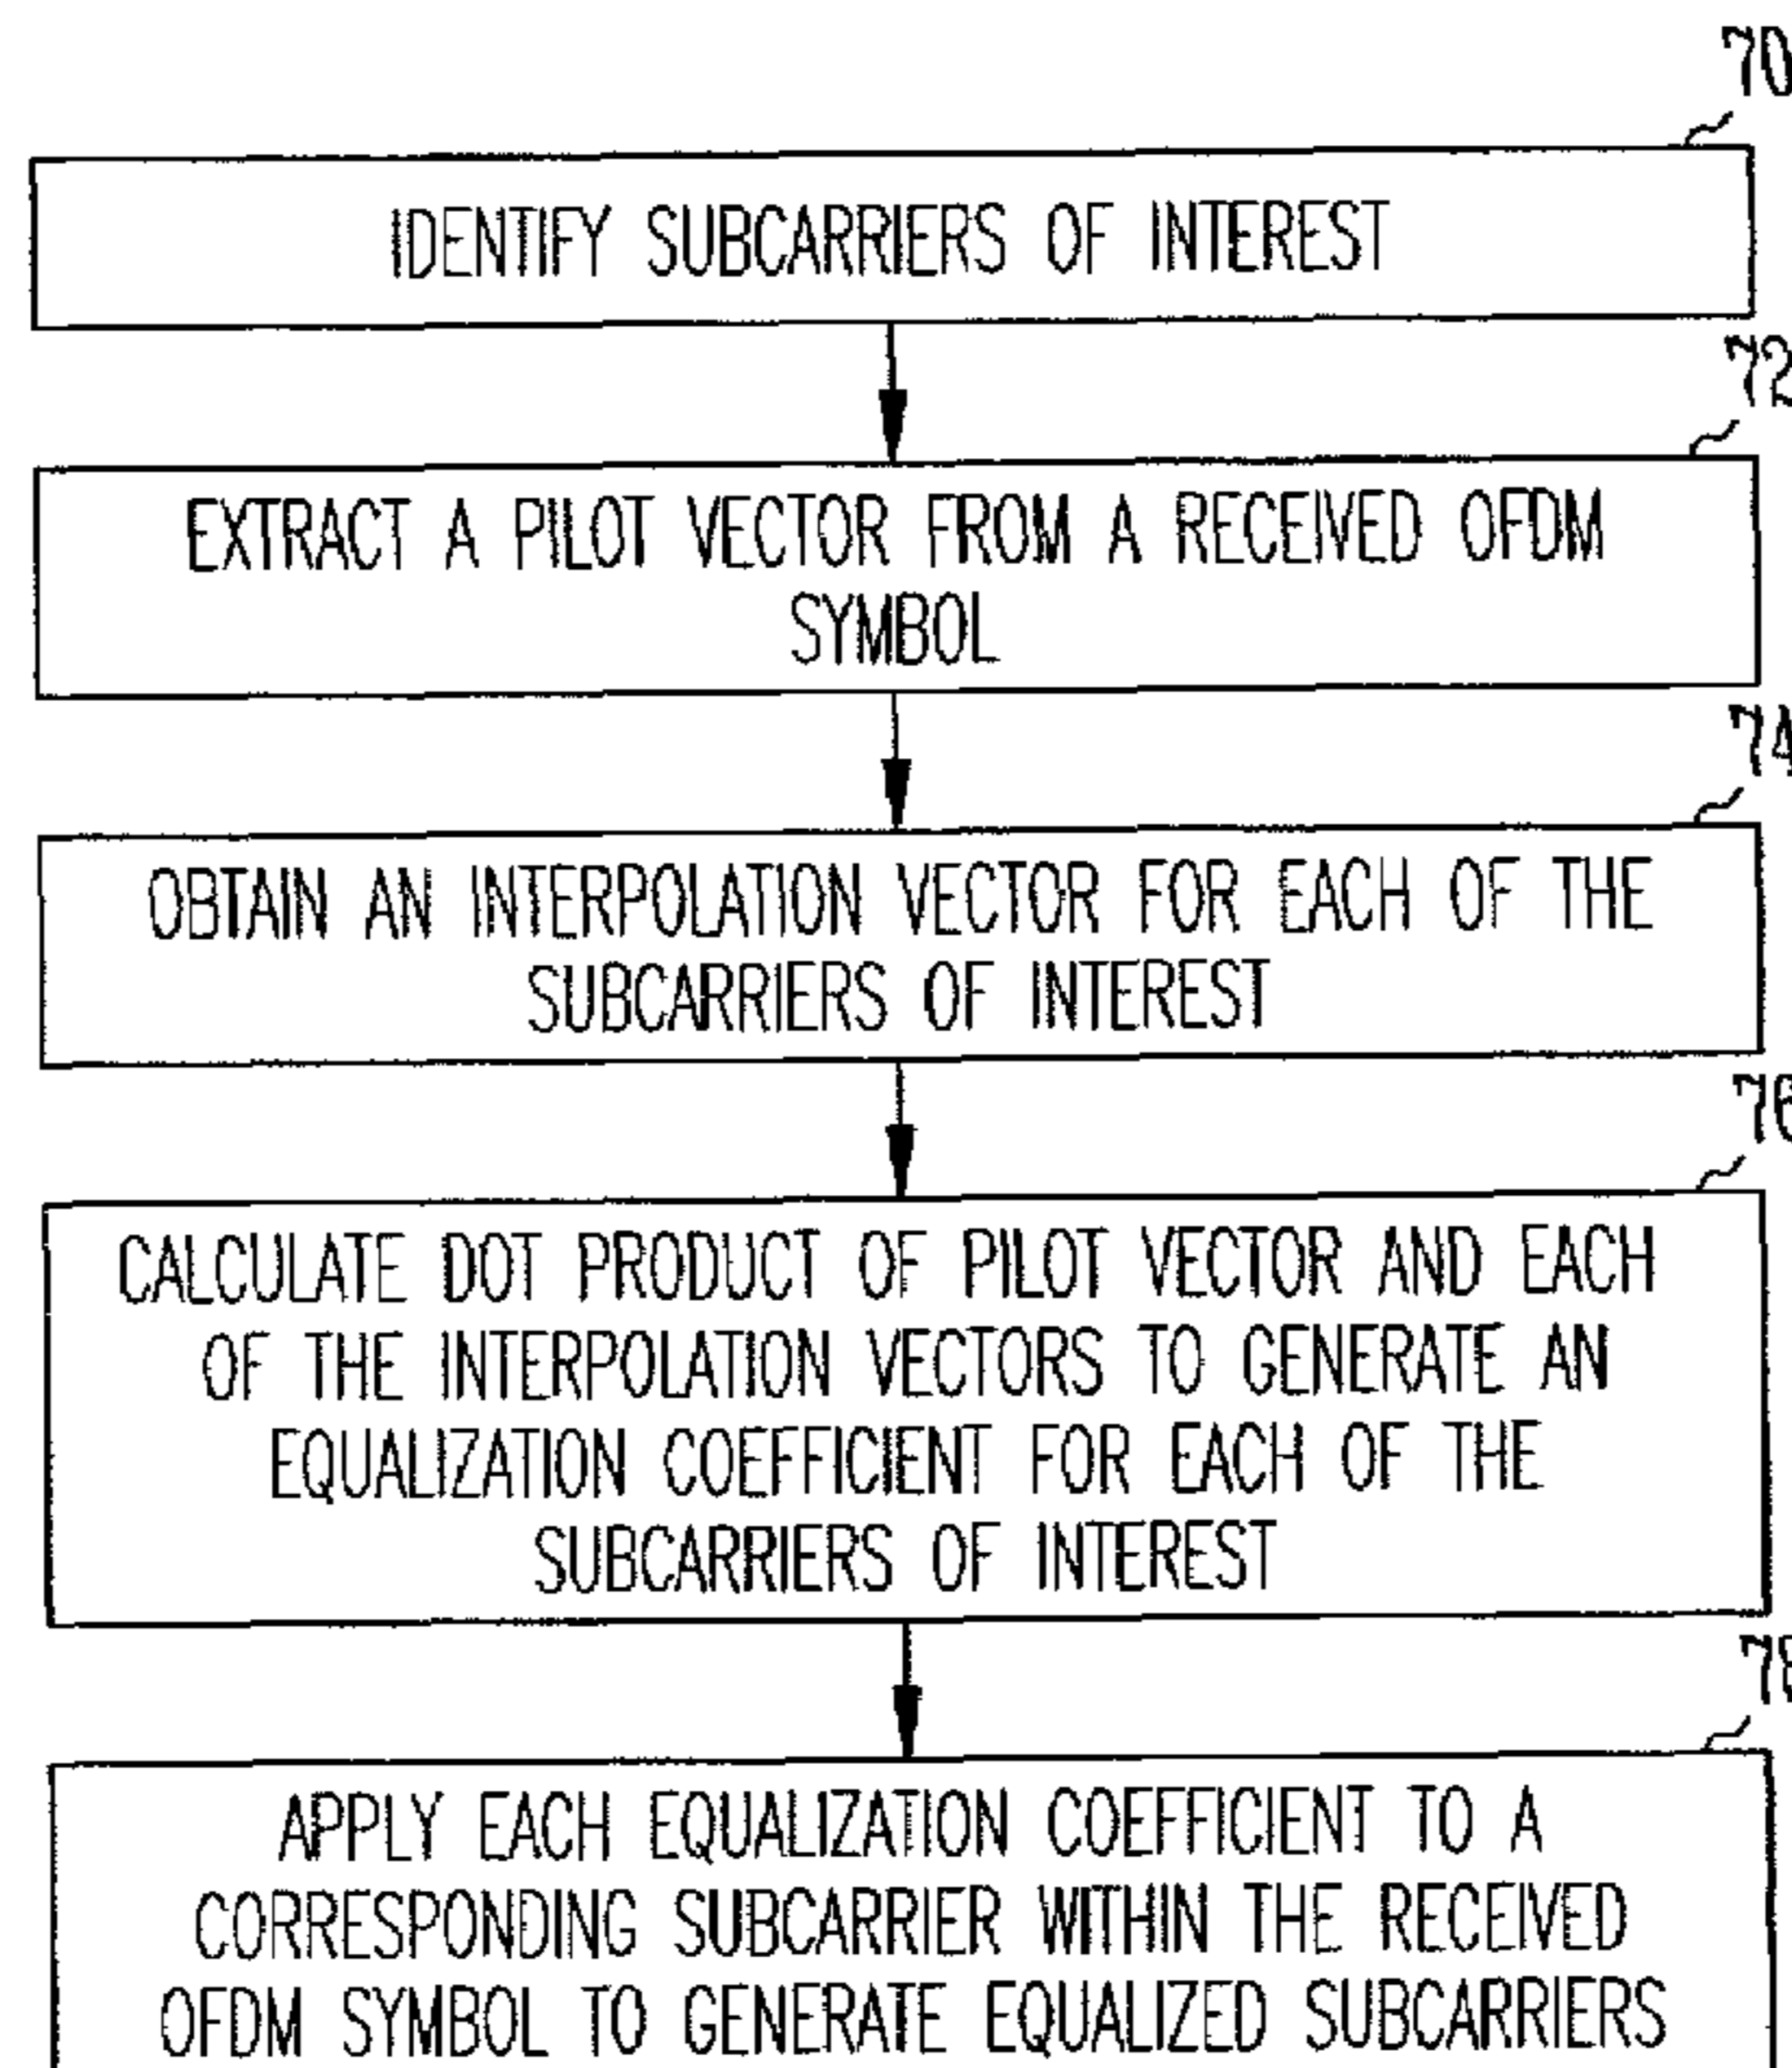 70
IDENTIFY SUBCARRIERS OF INTEREST
72
EXTRACT A PILOT VECTOR FROM A RECEIVED OFDM
SYMBOL
74
OBTAIN AN INTERPOLATION VECTOR FOR EACH OF THE
SUBCARRIERS OF INTEREST
76
CALCULATE DOT PRODUCT OF PILOT VECTOR AND EACH
OF THE INTERPOLATION VECTORS TO GENERATE AN
EQUALIZATION COEFFICIENT FOR EACH OF THE
SUBCARRIERS OF INTEREST
78
APPLY EACH EQUALIZATION COEFFICIENT TO A
CORRESPONDING SUBCARRIER WITHIN THE RECEIVED
OFDM SYMBOL TO GENERATE EQUALIZED SUBCARRIERS